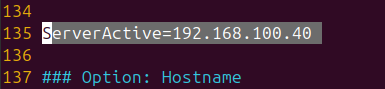 134
135 ServerActive=192.168.100.40
136
137 ### Option: Hostname